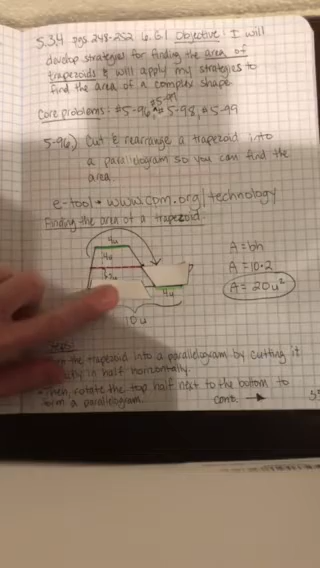 5.3.4 pgs 248-252 6.G.1 Objective: I will
develop strategies for finding the area of
trapezoids & will apply my strategies to
find the area of a complex shape.
#5-97
Core problems: #5-96, #5-98, #5-99
5-96.) Cut & rearrange a trapezoid into
a parallelogram so you can find the
area.
e-tool • www.cpm.org/technology
Finding the area of a trapezoid.
4u
4u
4u
10u
A = bh
A = 10·2
A = 20u²
the trapezoid into a parallelogram by cutting it
in half horizontally.
Then, rotate the top half next to the bottom to
form a parallelogram.
cont.